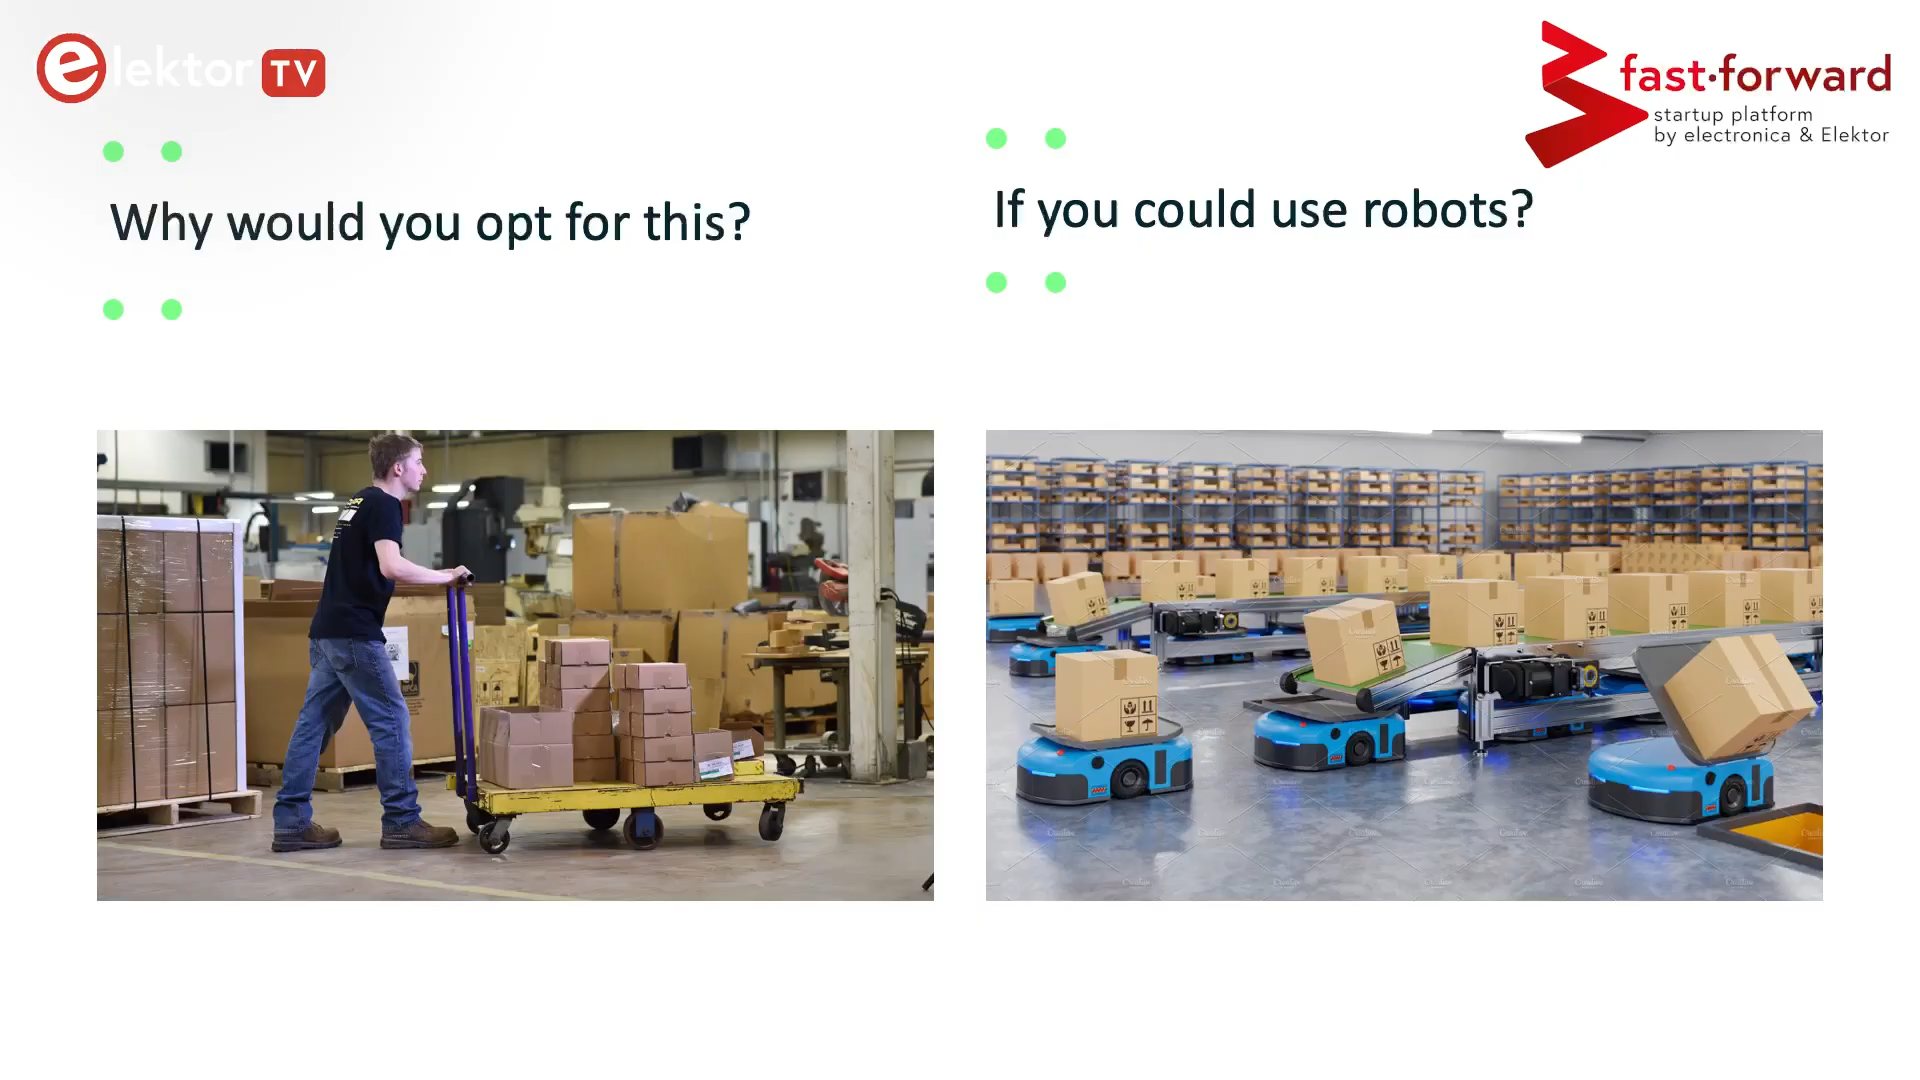 elektor TV
fast·forward
startup platform
by electronica & Elektor
Why would you opt for this?
If you could use robots?